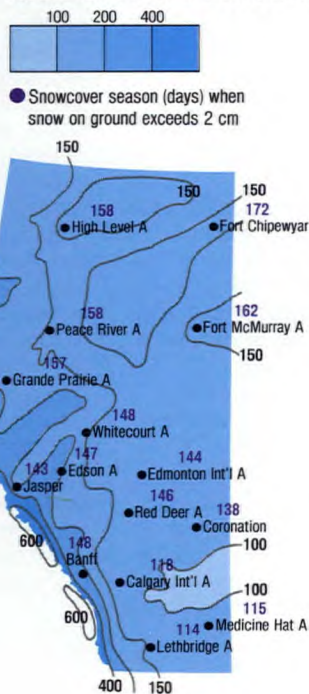 100 200 400
Snowcover season (days) when
snow on ground exceeds 2 cm
150
158
150
150
172
High Level A
Fort Chipewyan
158
162
Peace River A
Fort McMurray A
150
157
Grande Prairie A
148
Whitecourt A
147
144
143
Edson A
Edmonton Int'l A
Jasper
146
138
Red Deer A
Coronation
600
148
100
Banff
118
Calgary Int'l A
100
600
115
114
Medicine Hat A
Lethbridge A
400
150